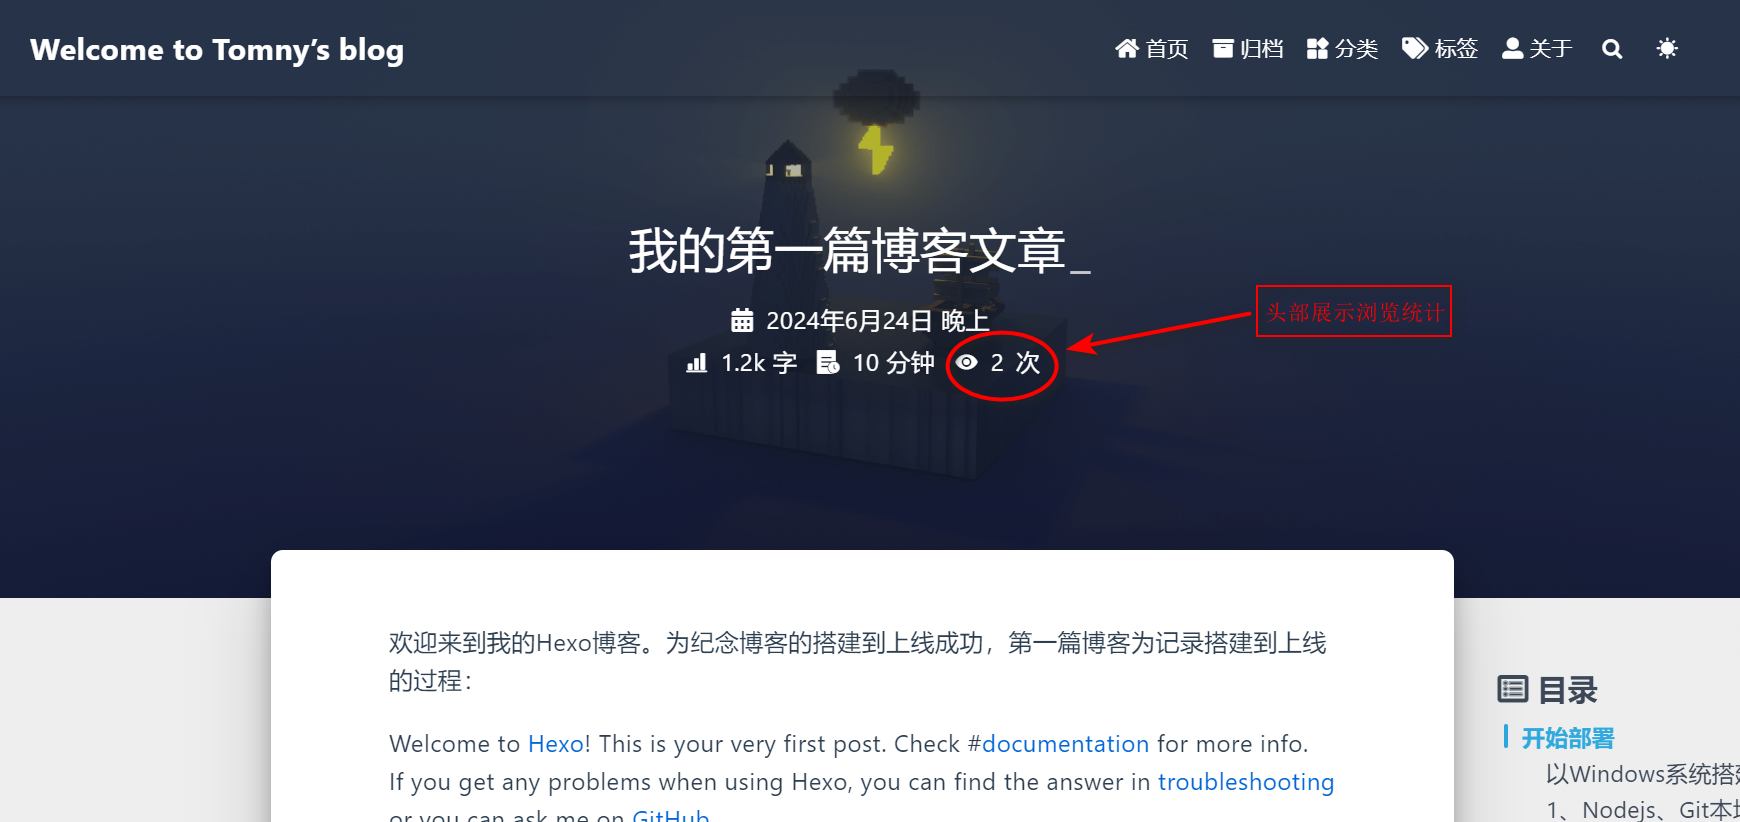 Welcome to Tomny’s blog
首页 归档 分类 标签 关于
我的第一篇博客文章_
头部展示浏览统计
2024年6月24日 晚上
1.2k 字 10 分钟 2 次
欢迎来到我的Hexo博客。为纪念博客的搭建到上线成功，第一篇博客为记录搭建到上线
的过程：
Welcome to Hexo! This is your very first post. Check #documentation for more info.
If you get any problems when using Hexo, you can find the answer in troubleshooting
or you can ask me on GitHub.
目录
开始部署
以Windows系统搭建
1、Nodejs、Git本地